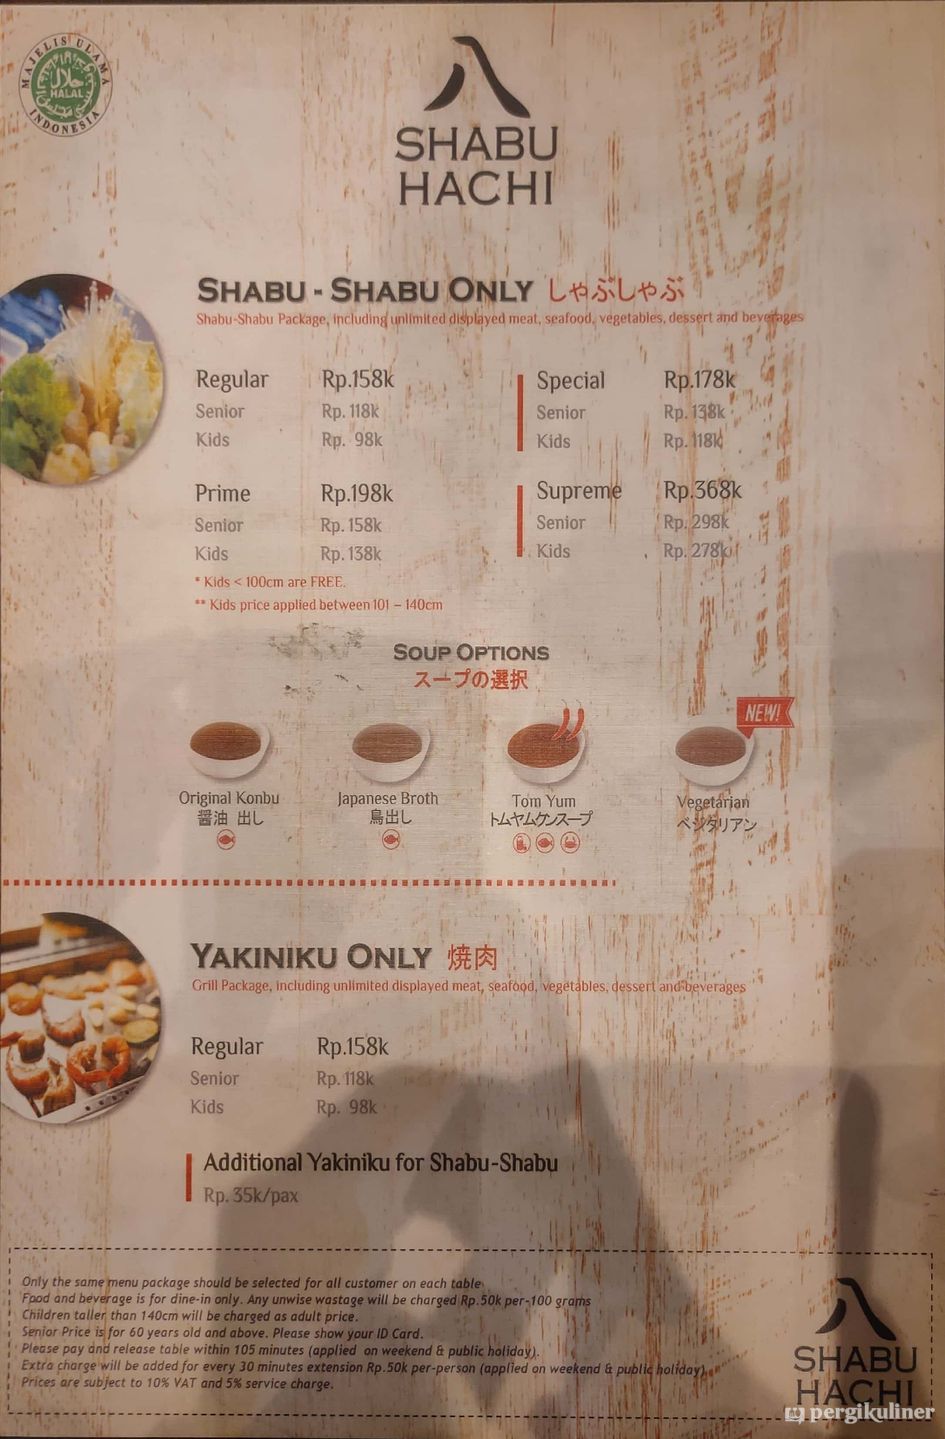 MAJELIS ULAMA
حلال
HALAL
INDONESIA
SHABU
HACHI
SHABU - SHABU ONLY しゃぶしゃぶ
Shabu-Shabu Package, including unlimited displayed meat, seafood, vegetables, dessert and beverages
Regular Rp.158k
Senior Rp. 118k
Kids Rp. 98k
Special Rp.178k
Senior Rp. 138k
Kids Rp. 118k
Prime Rp.198k
Senior Rp. 158k
Kids Rp. 138k
Supreme Rp.368k
Senior Rp. 298k
Kids Rp. 278k
* Kids < 100cm are FREE.
** Kids price applied between 101 – 140cm
SOUP OPTIONS
スープの選択
NEW!
Original Konbu
醤油 出し
Japanese Broth
鳥出し
Tom Yum
トムヤムケンスープ
Vegetarian
ベジタリアン
YAKINIKU ONLY 焼肉
Grill Package, including unlimited displayed meat, seafood, vegetables, dessert and beverages
Regular Rp.158k
Senior Rp. 118k
Kids Rp. 98k
Additional Yakiniku for Shabu-Shabu
Rp. 35k/pax
Only the same menu package should be selected for all customer on each table
Food and beverage is for dine-in only. Any unwise wastage will be charged Rp.50k per-100 grams
Children taller than 140cm will be charged as adult price.
Senior Price is for 60 years old and above. Please show your ID Card.
Please pay and release table within 105 minutes (applied on weekend & public holiday).
Extra charge will be added for every 30 minutes extension Rp.50k per-person (applied on weekend & public holiday).
Prices are subject to 10% VAT and 5% service charge.
SHABU
HACHI
pergikuliner